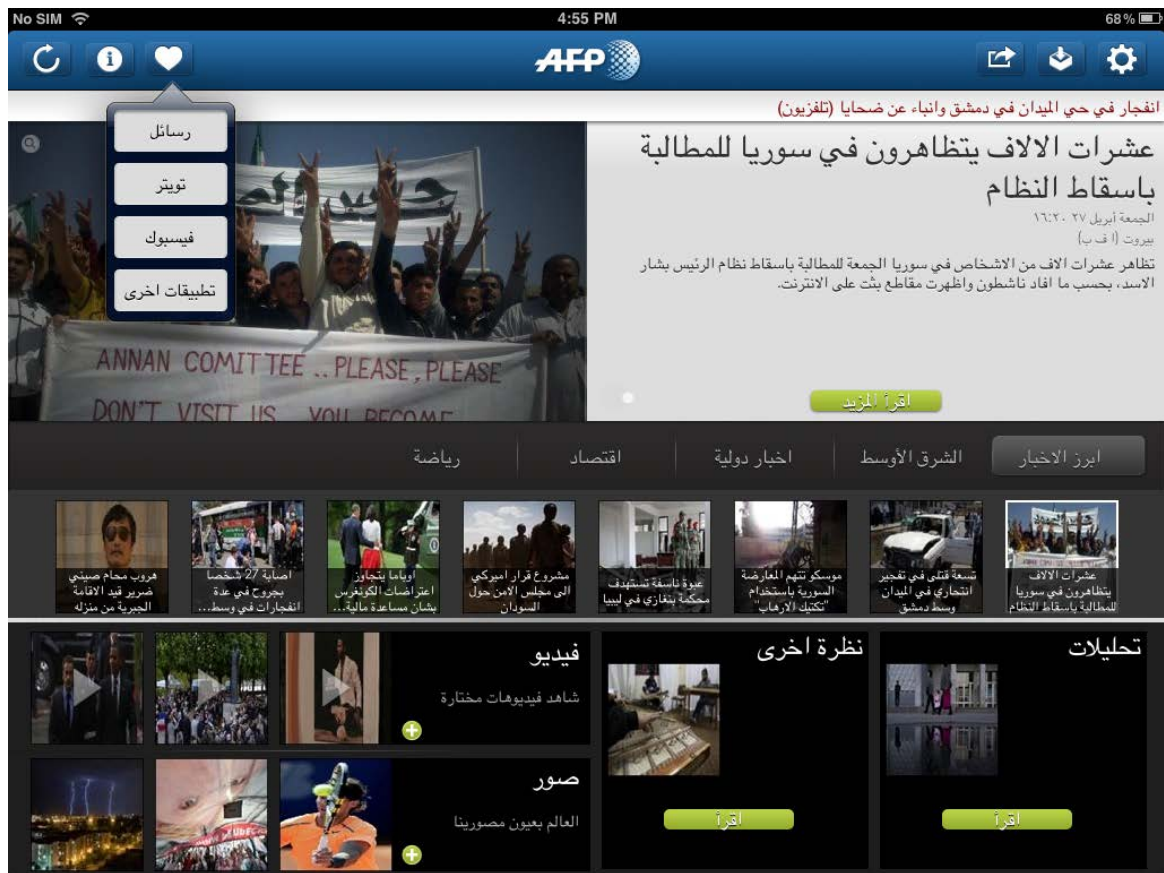 No SIM
4:55 PM
68%
AFP
انفجار في حي الميدان في دمشق وانباء عن ضحايا (تلفزيون)
رسائل
تويتر
فيسبوك
تطبيقات اخرى
عشرات الالاف يتظاهرون في سوريا للمطالبة
باسقاط النظام
الجمعة أبريل ٢٧ ١٦:٢٠
بيروت (ا ف ب)
تظاهر عشرات الاف من الاشخاص في سوريا الجمعة للمطالبة باسقاط نظام الرئيس بشار
الاسد، بحسب ما افاد ناشطون واظهرت مقاطع بثت على الانترنت.
اقرأ المزيد
ANNAN COMITTEE .. PLEASE, PLEASE
DON'T VISIT US YOU BECOME
ابرز الاخبار
الشرق الأوسط
اخبار دولية
اقتصاد
رياضة
عشرات الالاف
يتظاهرون في سوريا
للمطالبة باسقاط النظام
تسعة قتلى في تفجير
انتحاري في الميدان
وسط دمشق
موسكو تتهم المعارضة
السورية باستخدام
"تكتيك الارهاب"
عبوة ناسفة تستهدف
محكمة بنغازي في ليبيا
مشروع قرار اميركي
الى مجلس الامن حول
السودان
اوباما يتجاوز
اعتراضات الكونغرس
بشان مساعدة مالية...
اصابة 27 شخصا
بجروح في عدة
انفجارات في وسط...
هروب محام صيني
ضرير قيد الاقامة
الجبرية من منزله
تحليلات
اقرأ
نظرة اخرى
اقرأ
فيديو
شاهد فيديوهات مختارة
صور
العالم بعيون مصورينا